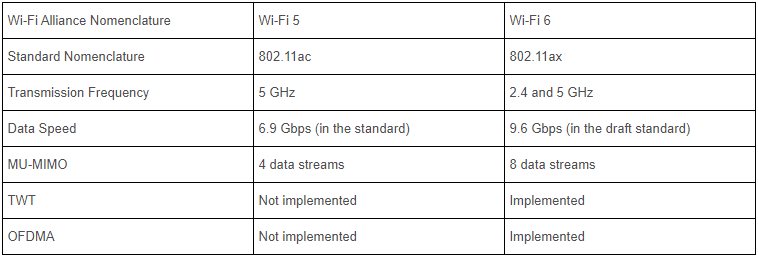 Wi-Fi Alliance Nomenclature Wi-Fi 5 Wi-Fi 6
Standard Nomenclature 802.11ac 802.11ax
Transmission Frequency 5 GHz 2.4 and 5 GHz
Data Speed 6.9 Gbps (in the standard) 9.6 Gbps (in the draft standard)
MU-MIMO 4 data streams 8 data streams
TWT Not implemented Implemented
OFDMA Not implemented Implemented